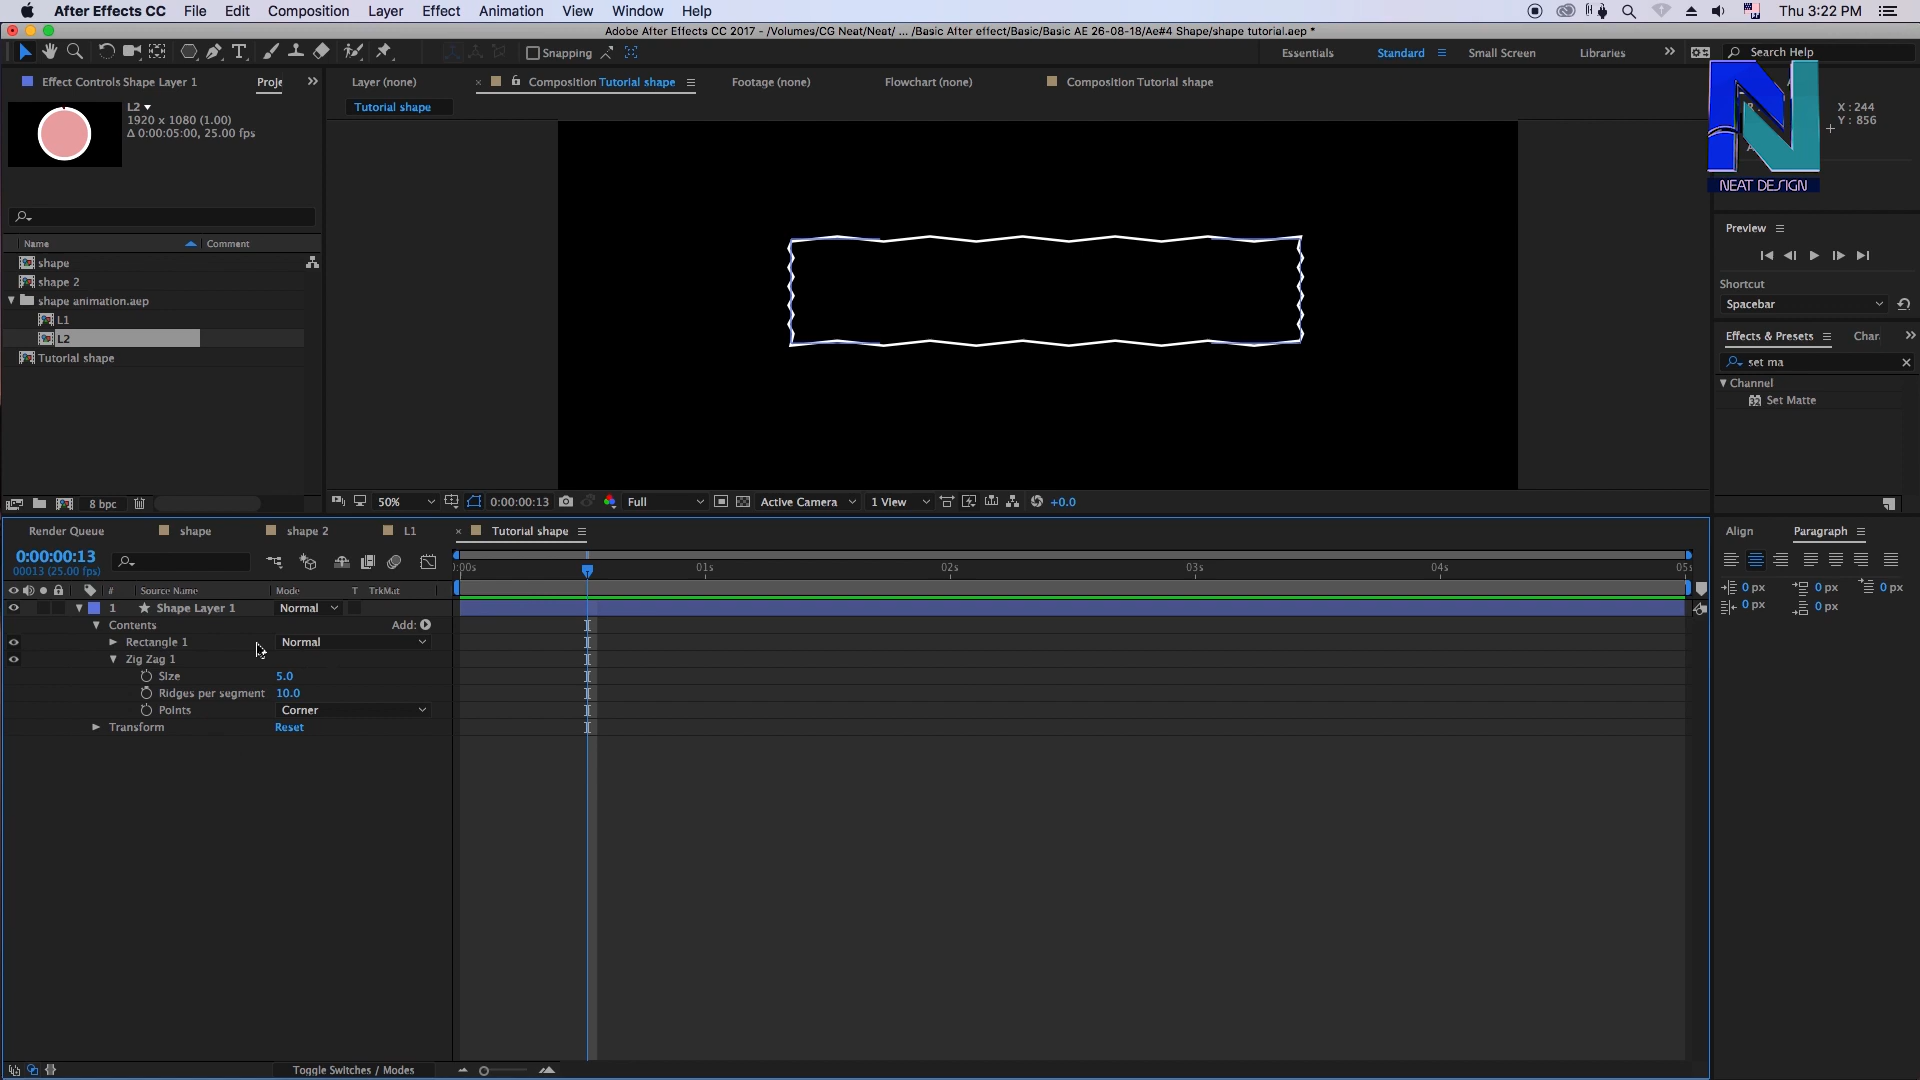 After Effects CC File Edit Composition Layer Effect Animation View Window Help Thu 3:22 PM
Adobe After Effects CC 2017 - /Volumes/CG Neat/Neat/ ... /Basic After effect/Basic/Basic AE 26-08-18/Ae#4 Shape/shape tutorial.aep *
Snapping Essentials Standard Small Screen Libraries Search Help
Effect Controls Shape Layer 1 Proje Layer (none) Composition Tutorial shape Footage (none) Flowchart (none) Composition Tutorial shape
L2
1920 x 1080 (1.00)
Δ 0:00:05:00, 25.00 fps
Tutorial shape
X : 244
Y : 856
NEAT DESIGN
Name Comment
shape
shape 2
shape animation.aep
L1
L2
Tutorial shape
Preview
Shortcut
Spacebar
Effects & Presets Char
set ma
Channel
32 Set Matte
8 bpc 50% 0:00:00:13 Full Active Camera 1 View +0.0
Render Queue shape shape 2 L1 Tutorial shape
0:00:00:13
00013 (25.00 fps)
:00s 01s 02s 03s 04s 05s
# Source Name Mode T TrkMat
1 Shape Layer 1 Normal
Contents Add:
Rectangle 1 Normal
Zig Zag 1
Size 5.0
Ridges per segment 10.0
Points Corner
Transform Reset
Toggle Switches / Modes
Align Paragraph
0 px 0 px 0 px
0 px 0 px